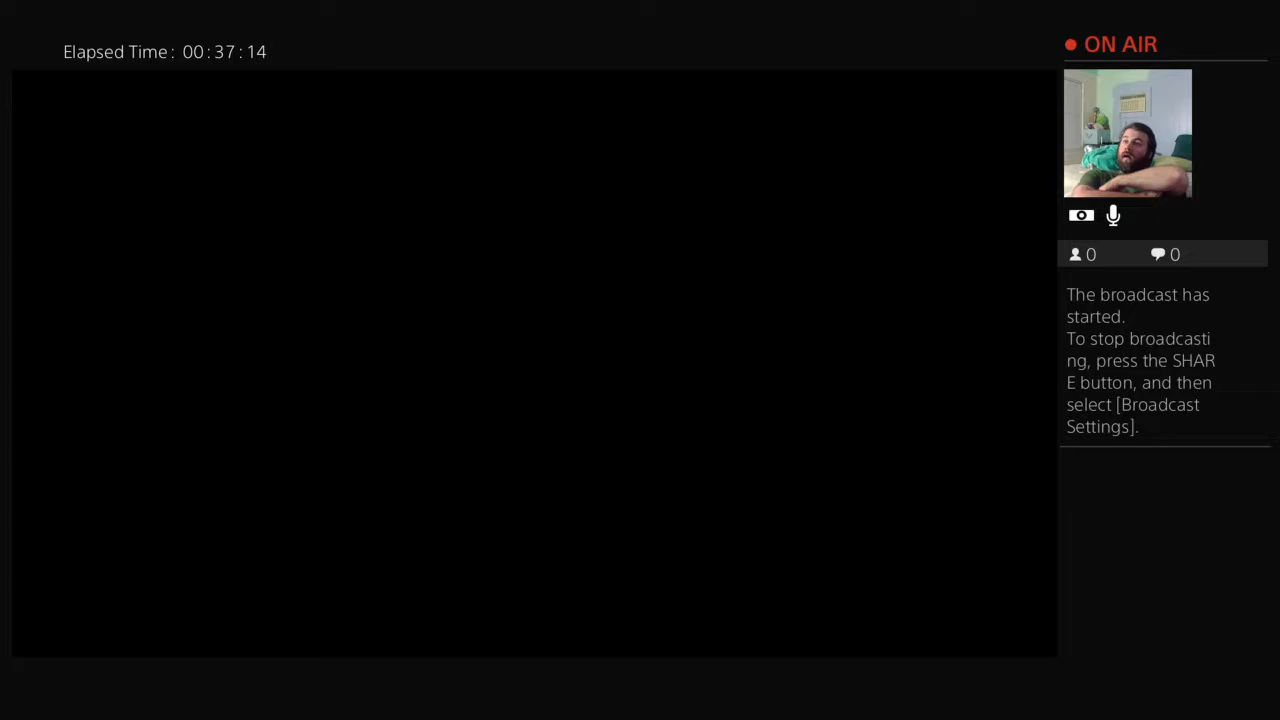 Elapsed Time: 00:37:14
ON AIR
0 0
The broadcast has
started.
To stop broadcasti
ng, press the SHAR
E button, and then
select [Broadcast
Settings].